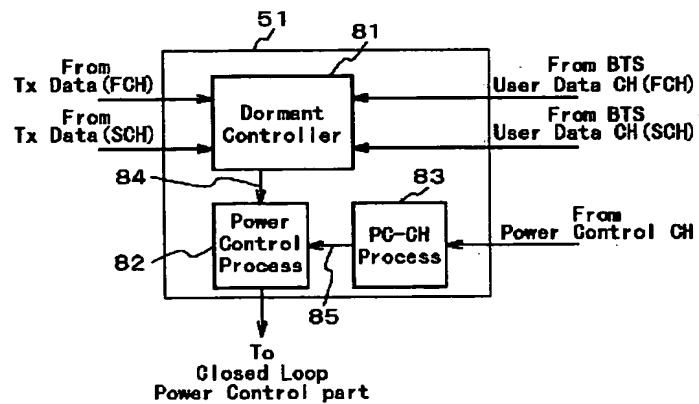 51
81
From
Tx Data(FCH)
From BTS
User Data CH(FCH)
Dormant
Controller
From
Tx Data(SCH)
From BTS
User Data CH(SCH)
84
83
Power
Control
Process
82
PC-CH
Process
From
Power Control CH
85
To
Closed Loop
Power Control part